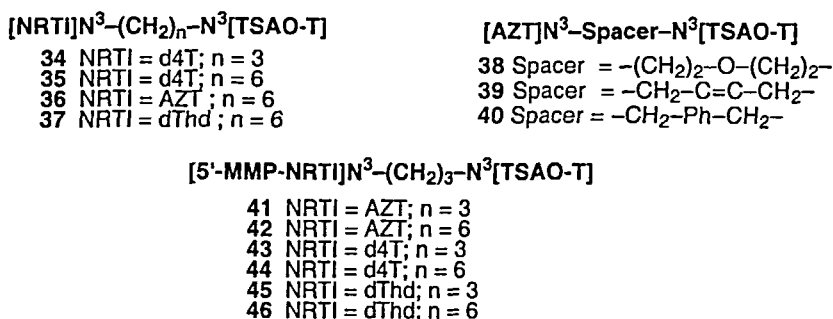 [NRTI]N³–(CH₂)ₙ–N³[TSAO-T]
34 NRTI = d4T; n = 3
35 NRTI = d4T; n = 6
36 NRTI = AZT ; n = 6
37 NRTI = dThd ; n = 6
[AZT]N³–Spacer–N³[TSAO-T]
38 Spacer = –(CH₂)₂–O–(CH₂)₂–
39 Spacer = –CH₂–C=C–CH₂–
40 Spacer = –CH₂–Ph–CH₂–
[5'-MMP-NRTI]N³–(CH₂)₃–N³[TSAO-T]
41 NRTI = AZT; n = 3
42 NRTI = AZT; n = 6
43 NRTI = d4T; n = 3
44 NRTI = d4T; n = 6
45 NRTI = dThd; n = 3
46 NRTI = dThd; n = 6